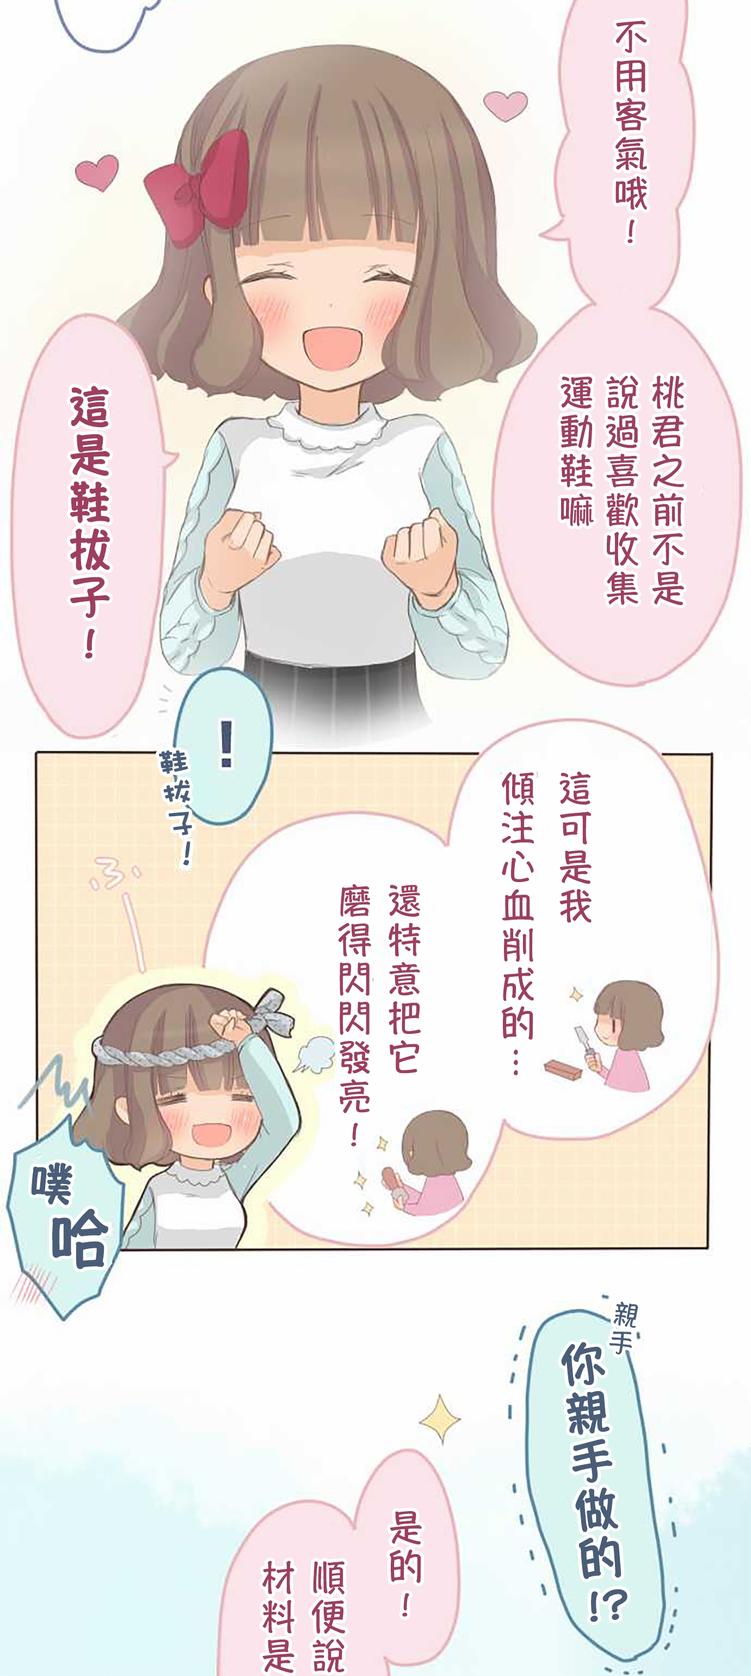 不用客氣哦！
桃君之前不是
說過喜歡收集
運動鞋嘛
這是鞋拔子！
！
鞋拔子！
這可是我
傾注心血削成的…
還特意把它
磨得閃閃發亮！
ふぅー
噗哈
親手
你親手做的！？
是的！
順便說
材料是